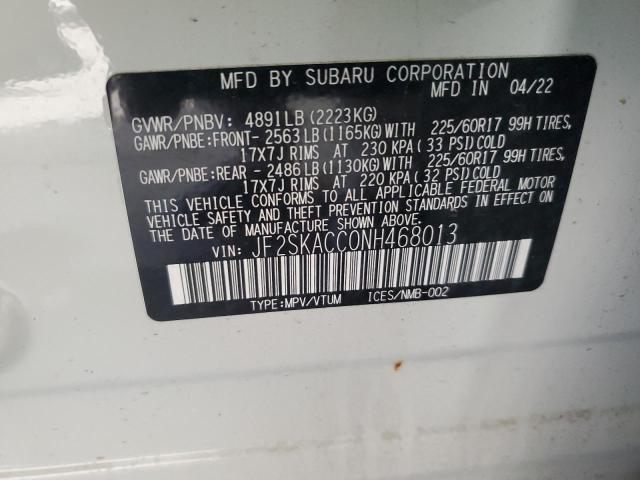 MFD BY SUBARU CORPORATION
MFD IN 04/22
GVWR/PNBV: 4891LB(2223KG)
GAWR/PNBE:FRONT-2563LB(1165KG)WITH 225/60R17 99H TIRES,
17X7J RIMS AT 230 KPA(33 PSI)COLD
GAWR/PNBE:REAR -2486LB(1130KG)WITH 225/60R17 99H TIRES,
17X7J RIMS AT 220 KPA(32 PSI)COLD
THIS VEHICLE CONFORMS TO ALL APPLICABLE FEDERAL MOTOR
VEHICLE SAFETY AND THEFT PREVENTION STANDARDS IN EFFECT
ON THE DATE OF MANUFACTURE SHOWN ABOVE.
VIN: JF2SKACC0NH468013
TYPE:MPV/VTUM ICES/NMB-002